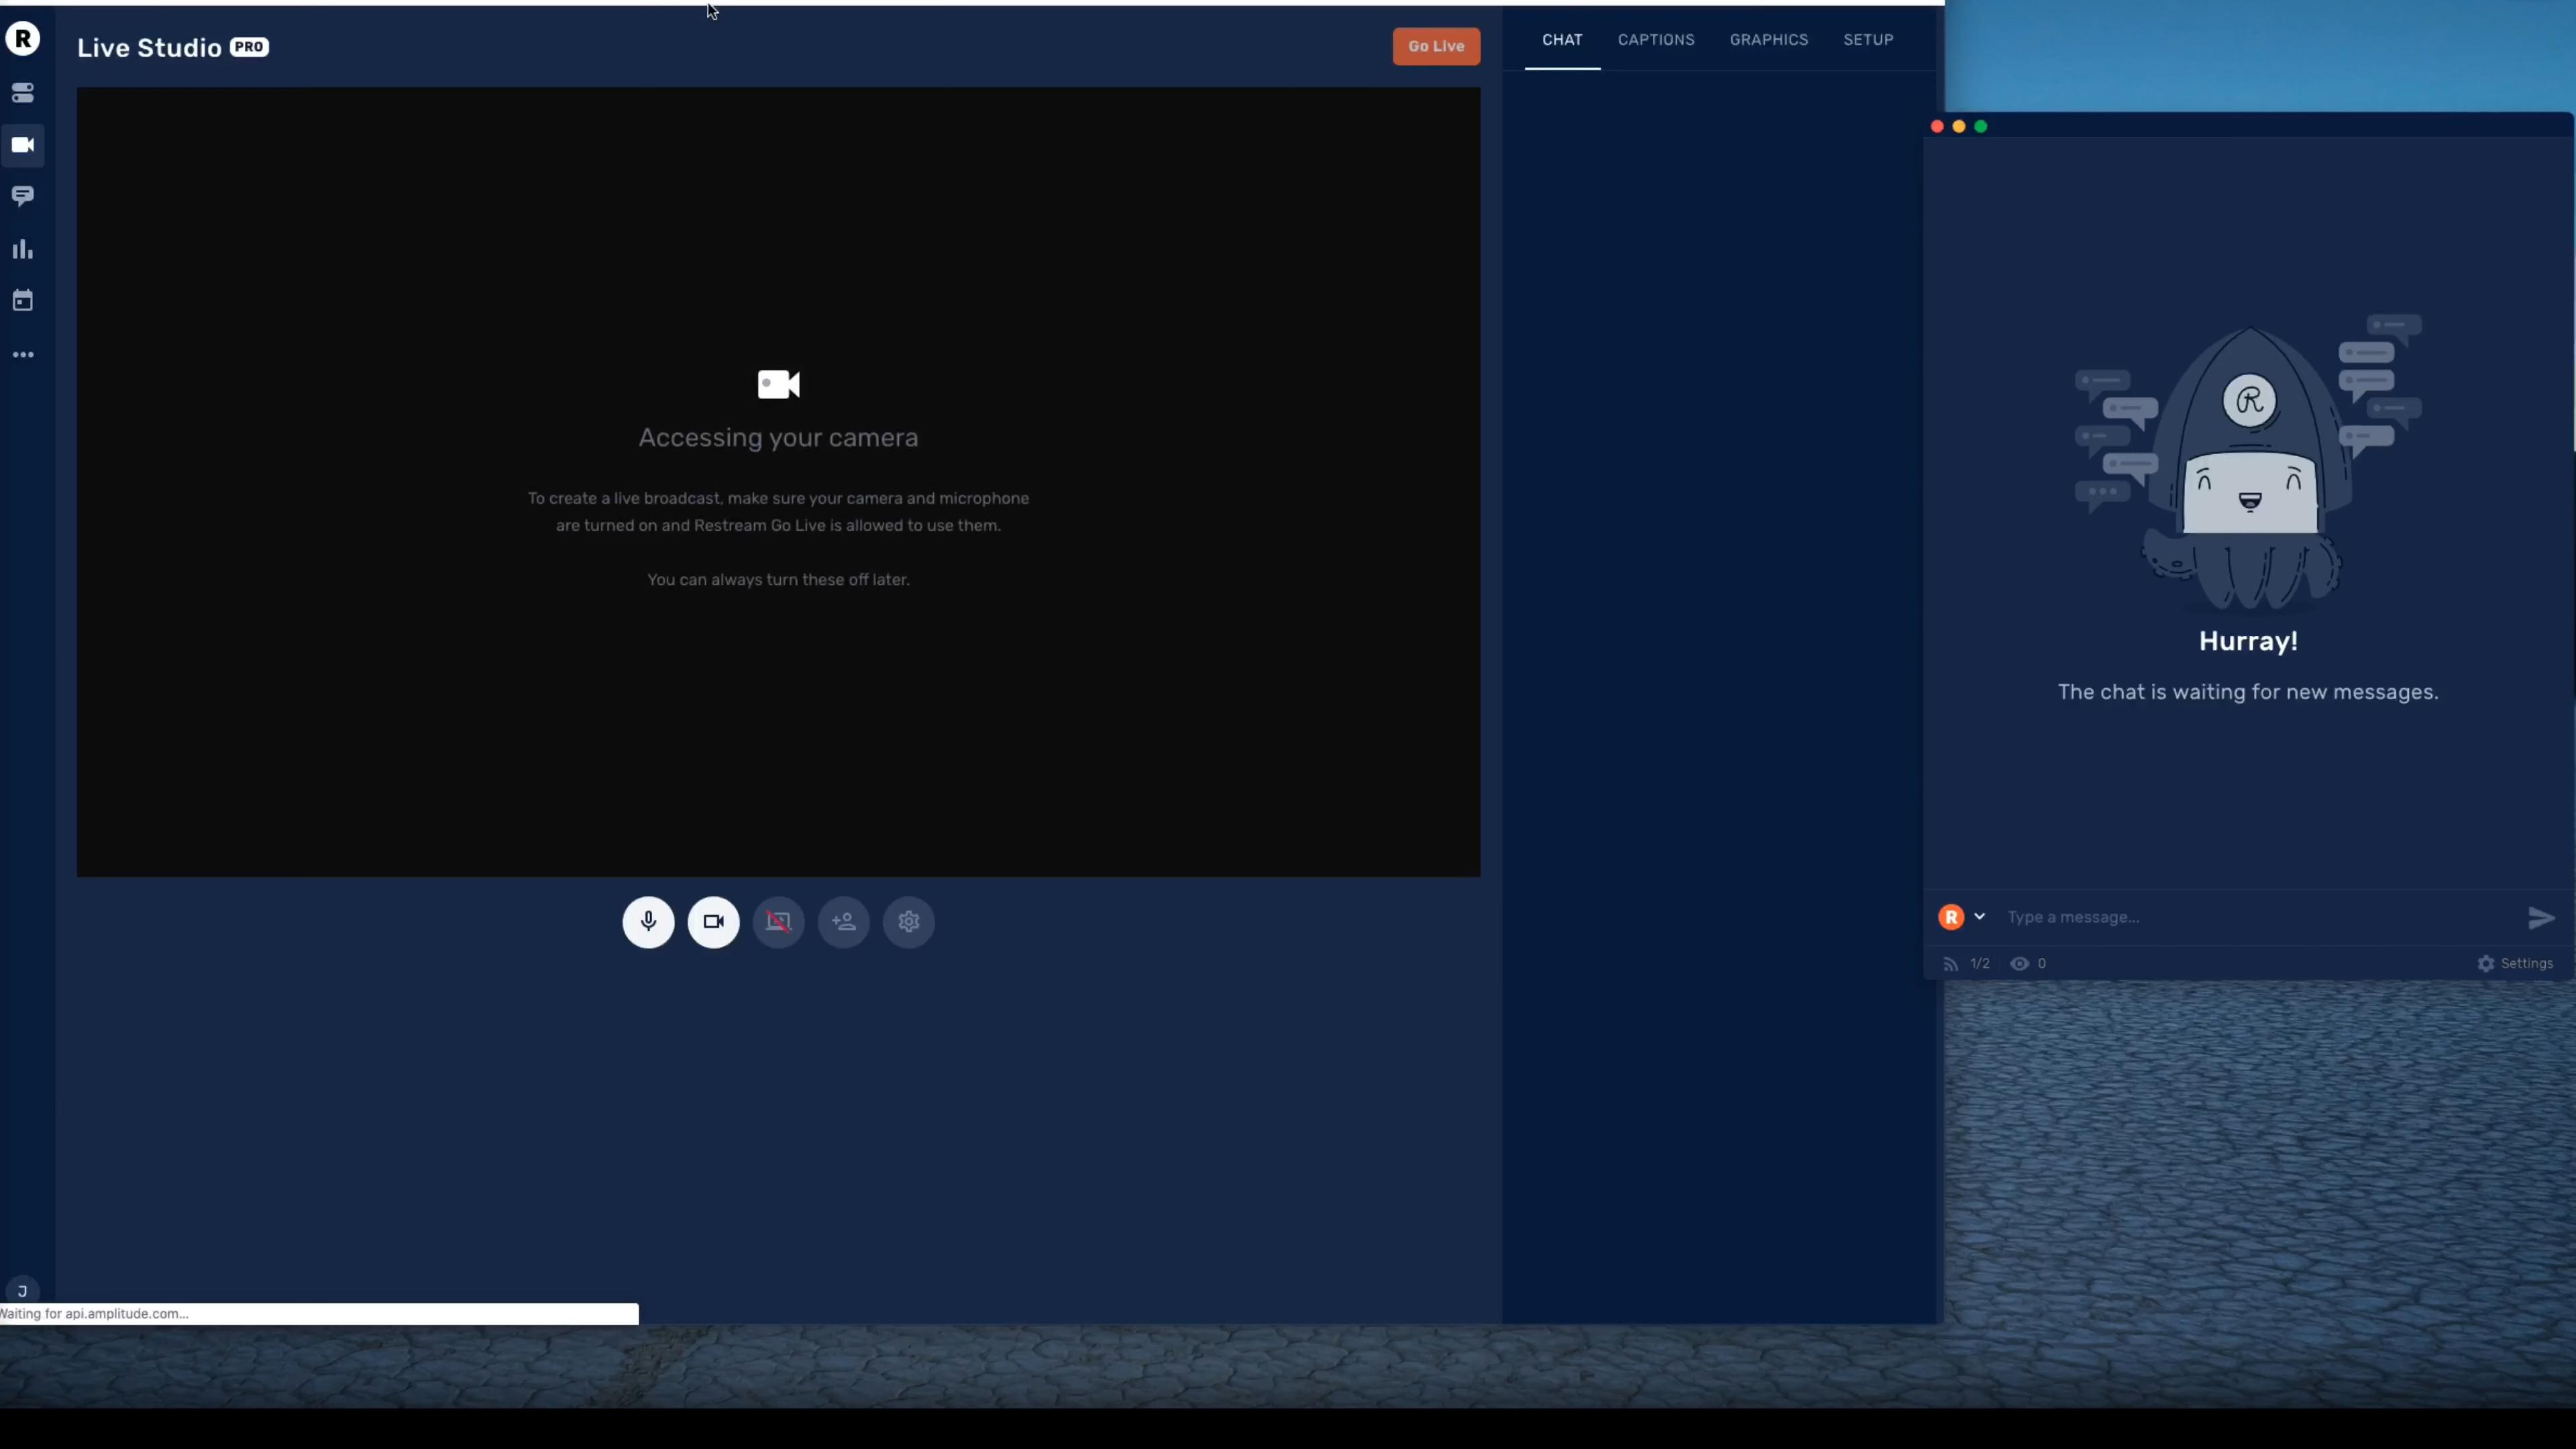 R
Live Studio PRO
Go Live
CHAT CAPTIONS GRAPHICS SETUP
Accessing your camera
To create a live broadcast, make sure your camera and microphone
are turned on and Restream Go Live is allowed to use them.
You can always turn these off later.
R
Hurray!
The chat is waiting for new messages.
R Type a message...
1/2 0 Settings
J
Waiting for api.amplitude.com...